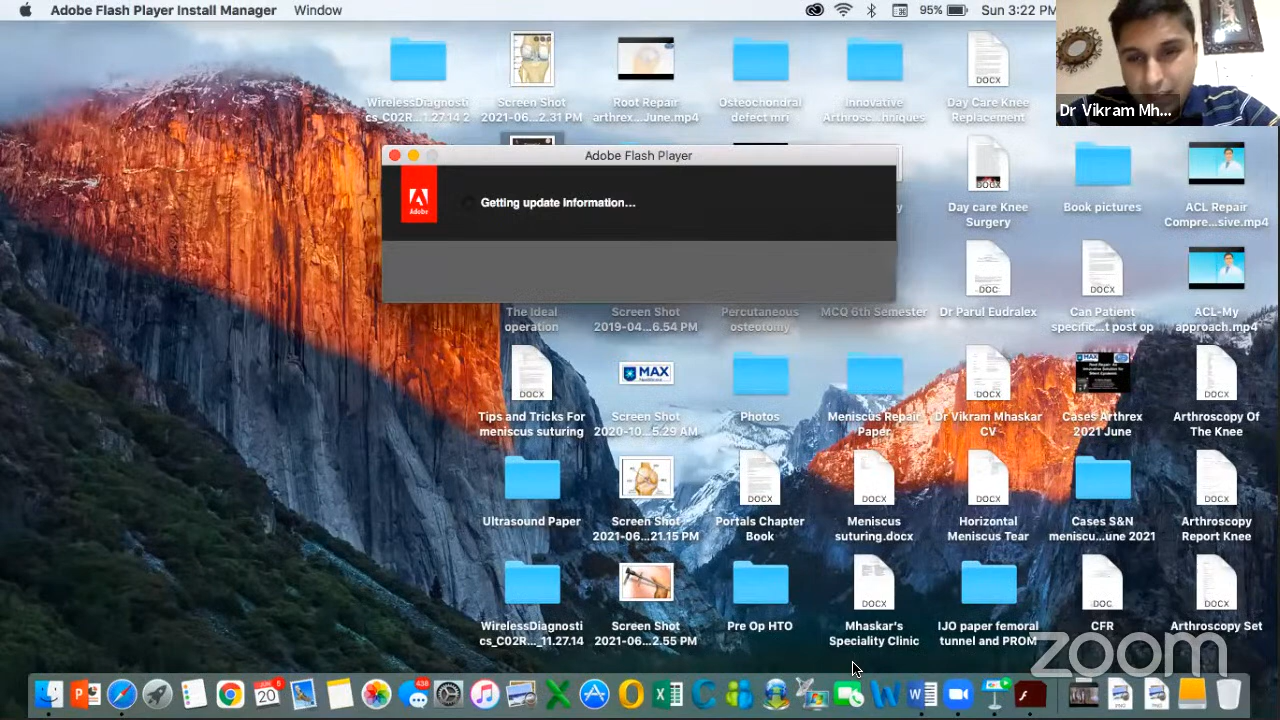 Adobe Flash Player Install Manager Window
95% Sun 3:22 PM
Dr Vikram Mh...
WirelessDiagnosti
cs_C02R...1.27.14 2
Screen Shot
2021-06...2.31 PM
Root Repair
arthrex...June.mp4
Osteochondral
defect mri
Innovative
Arthrosc...hniques
DOCX
Day Care Knee
Replacement
Adobe Flash Player
Adobe
Getting update Information...
DOCX
Day care Knee
Surgery
Book pictures
ACL Repair
Compre...sive.mp4
The Ideal
operation
Screen Shot
2019-04...6.54 PM
Percutaneous
osteotomy
MCQ 6th Semester
DOC
Dr Parul Eudralex
DOC
Can Patient
specific...t post op
ACL-My
approach.mp4
DOCX
Tips and Tricks For
meniscus suturing
MAX
Healthcare
Screen Shot
2020-10...5.29 AM
Photos
Meniscus Repair
Paper
DOCX
Dr Vikram Mhaskar
CV
MAX
Cases Arthrex
2021 June
DOCX
Arthroscopy Of
The Knee
Ultrasound Paper
Screen Shot
2021-06...21.15 PM
DOCX
Portals Chapter
Book
DOCX
Meniscus
suturing.docx
DOCX
Horizontal
Meniscus Tear
Cases S&N
meniscu...une 2021
DOCX
Arthroscopy
Report Knee
WirelessDiagnosti
cs_C02R..._11.27.14
Screen Shot
2021-06...2.55 PM
Pre Op HTO
DOCX
Mhaskar's
Speciality Clinic
IJO paper femoral
tunnel and PROM
DOC
CFR
DOCX
Arthroscopy Set
zoom
20
5
438